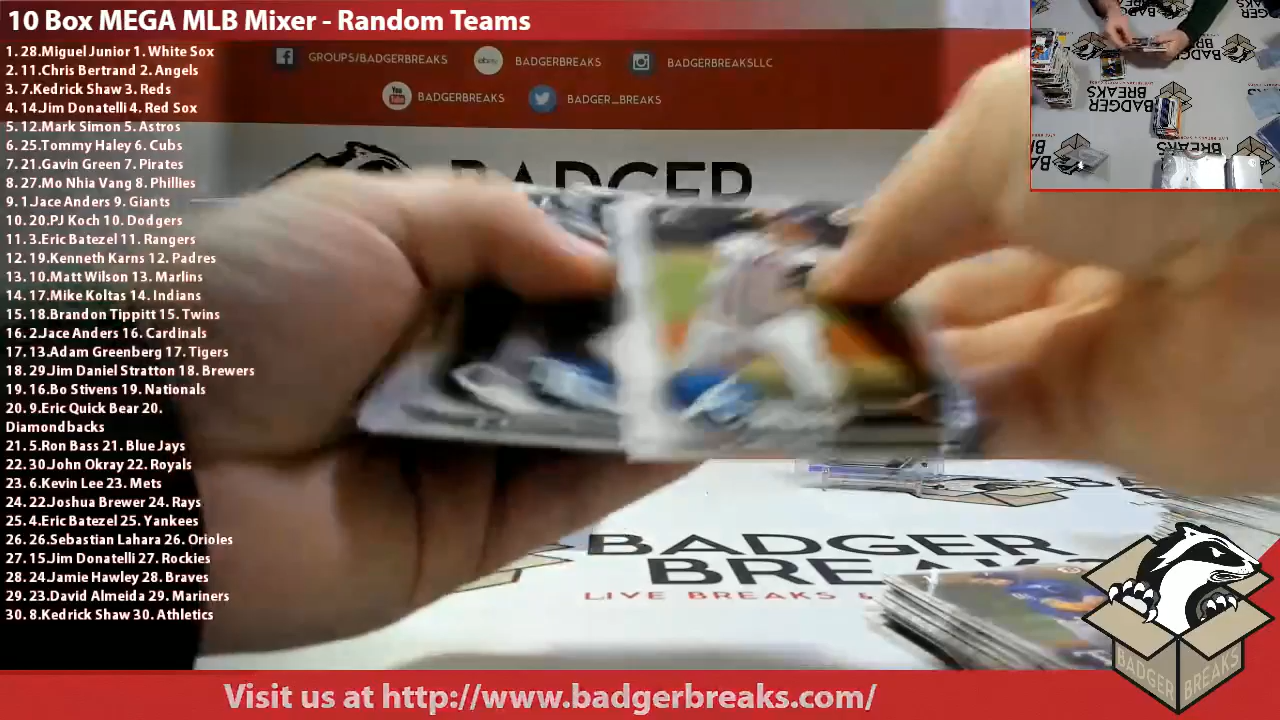 10 Box MEGA MLB Mixer - Random Teams
1. 28.Miguel Junior 1. White Sox
2. 11.Chris Bertrand 2. Angels
3. 7.Kedrick Shaw 3. Reds
4. 14.Jim Donatelli 4. Red Sox
5. 12.Mark Simon 5. Astros
6. 25.Tommy Haley 6. Cubs
7. 21.Gavin Green 7. Pirates
8. 27.Mo Nhia Vang 8. Phillies
9. 1.Jace Anders 9. Giants
10. 20.PJ Koch 10. Dodgers
11. 3.Eric Batezel 11. Rangers
12. 19.Kenneth Karns 12. Padres
13. 10.Matt Wilson 13. Marlins
14. 17.Mike Koltas 14. Indians
15. 18.Brandon Tippitt 15. Twins
16. 2.Jace Anders 16. Cardinals
17. 13.Adam Greenberg 17. Tigers
18. 29.Jim Daniel Stratton 18. Brewers
19. 16.Bo Stivens 19. Nationals
20. 9.Eric Quick Bear 20.
Diamondbacks
21. 5.Ron Bass 21. Blue Jays
22. 30.John Okray 22. Royals
23. 6.Kevin Lee 23. Mets
24. 22.Joshua Brewer 24. Rays
25. 4.Eric Batezel 25. Yankees
26. 26.Sebastian Lahara 26. Orioles
27. 15.Jim Donatelli 27. Rockies
28. 24.Jamie Hawley 28. Braves
29. 23.David Almeida 29. Mariners
30. 8.Kedrick Shaw 30. Athletics
GROUPS/BADGERBREAKS
ebay BADGERBREAKS
BADGERBREAKSLLC
You Tube BADGERBREAKS
BADGER_BREAKS
BADGER
BADGER
BREAKS
BADGER
BREAKS
LIVE BREAKS &
BADGER BREAKS
Visit us at http://www.badgerbreaks.com/